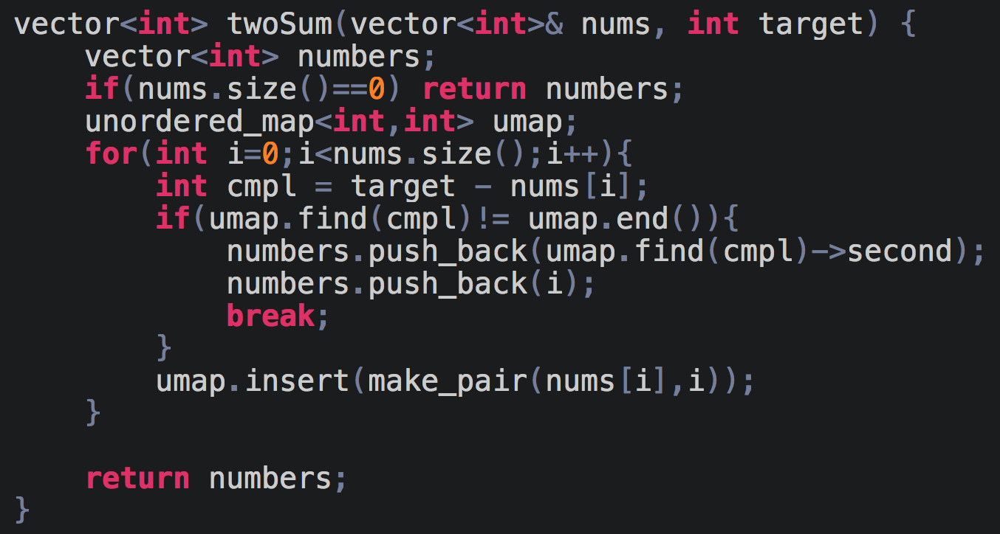 vector<int> twoSum(vector<int>& nums, int target) {
    vector<int> numbers;
    if(nums.size()==0) return numbers;
    unordered_map<int,int> umap;
    for(int i=0;i<nums.size();i++){
        int cmpl = target - nums[i];
        if(umap.find(cmpl)!= umap.end()){
            numbers.push_back(umap.find(cmpl)->second);
            numbers.push_back(i);
            break;
        }
        umap.insert(make_pair(nums[i],i));
    }

    return numbers;
}